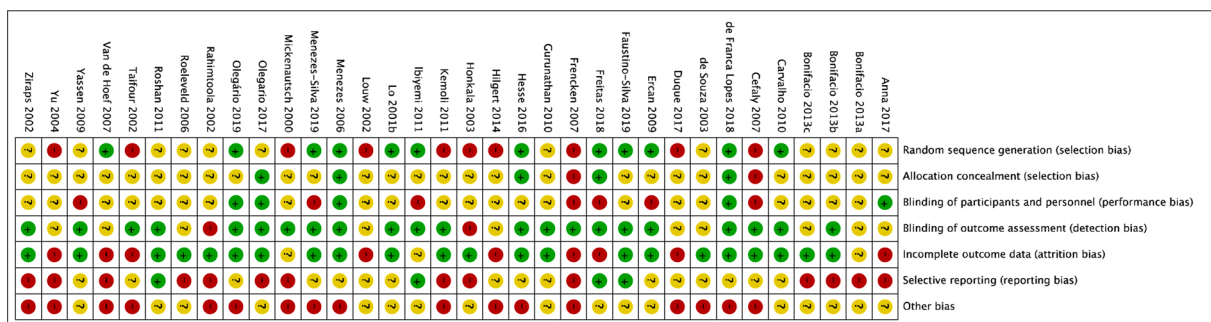 Ziraps 2002
Yu 2004
Yassen 2009
Van de Hoef 2007
Taifour 2002
Roshan 2011
Roeleveld 2006
Rahimtoola 2002
Olegário 2019
Olegario 2017
Mickenautsch 2000
Menezes-Silva 2019
Menezes 2006
Louw 2002
Lo 2001b
Ibiyemi 2011
Kemoli 2011
Honkala 2003
Hilgert 2014
Hesse 2016
Gurunathan 2010
Frencken 2007
Freitas 2018
Faustino-Silva 2019
Ercan 2009
Duque 2017
de Souza 2003
de Franca Lopes 2018
Cefaly 2007
Carvalho 2010
Bonifacio 2013c
Bonifacio 2013b
Bonifacio 2013a
Anna 2017
Random sequence generation (selection bias)
Allocation concealment (selection bias)
Blinding of participants and personnel (performance bias)
Blinding of outcome assessment (detection bias)
Incomplete outcome data (attrition bias)
Selective reporting (reporting bias)
Other bias